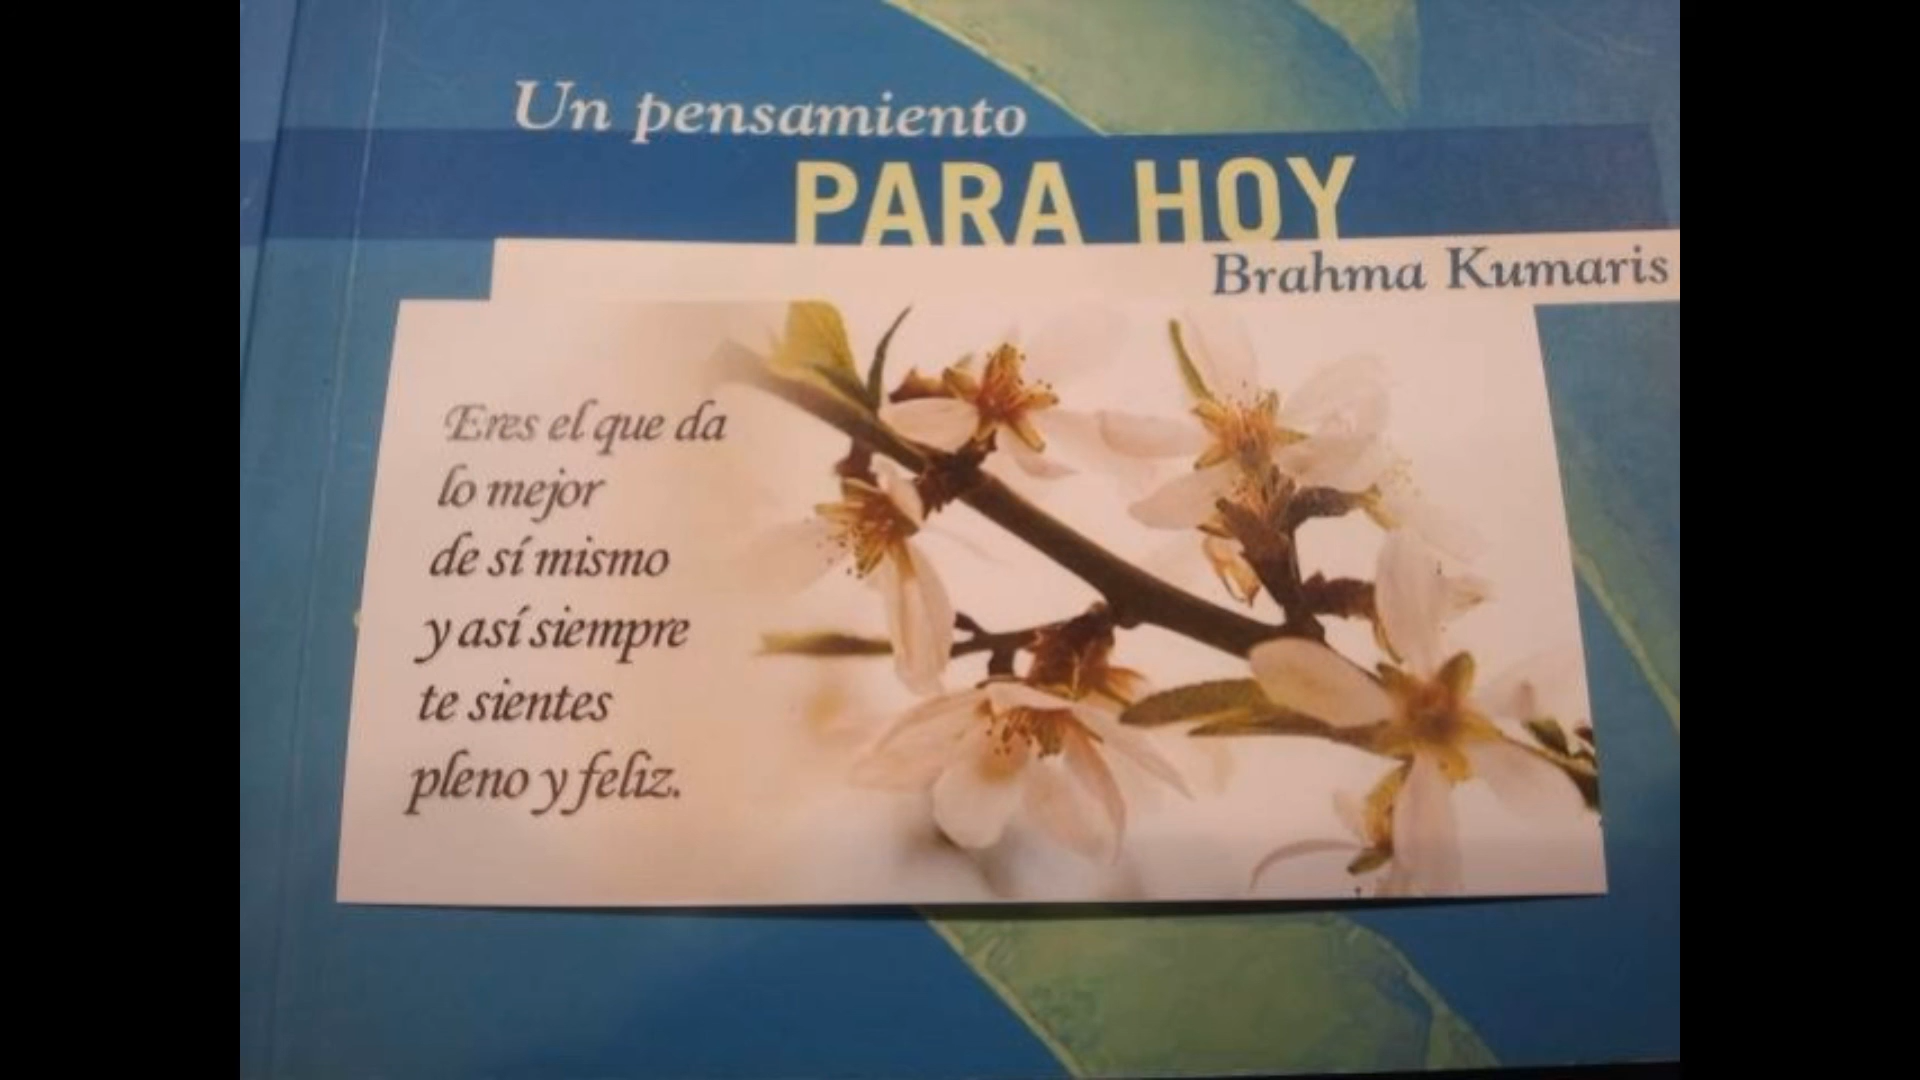 Un pensamiento
PARA HOY
Brahma Kumaris
Eres el que da
lo mejor
de sí mismo
y así siempre
te sientes
pleno y feliz.